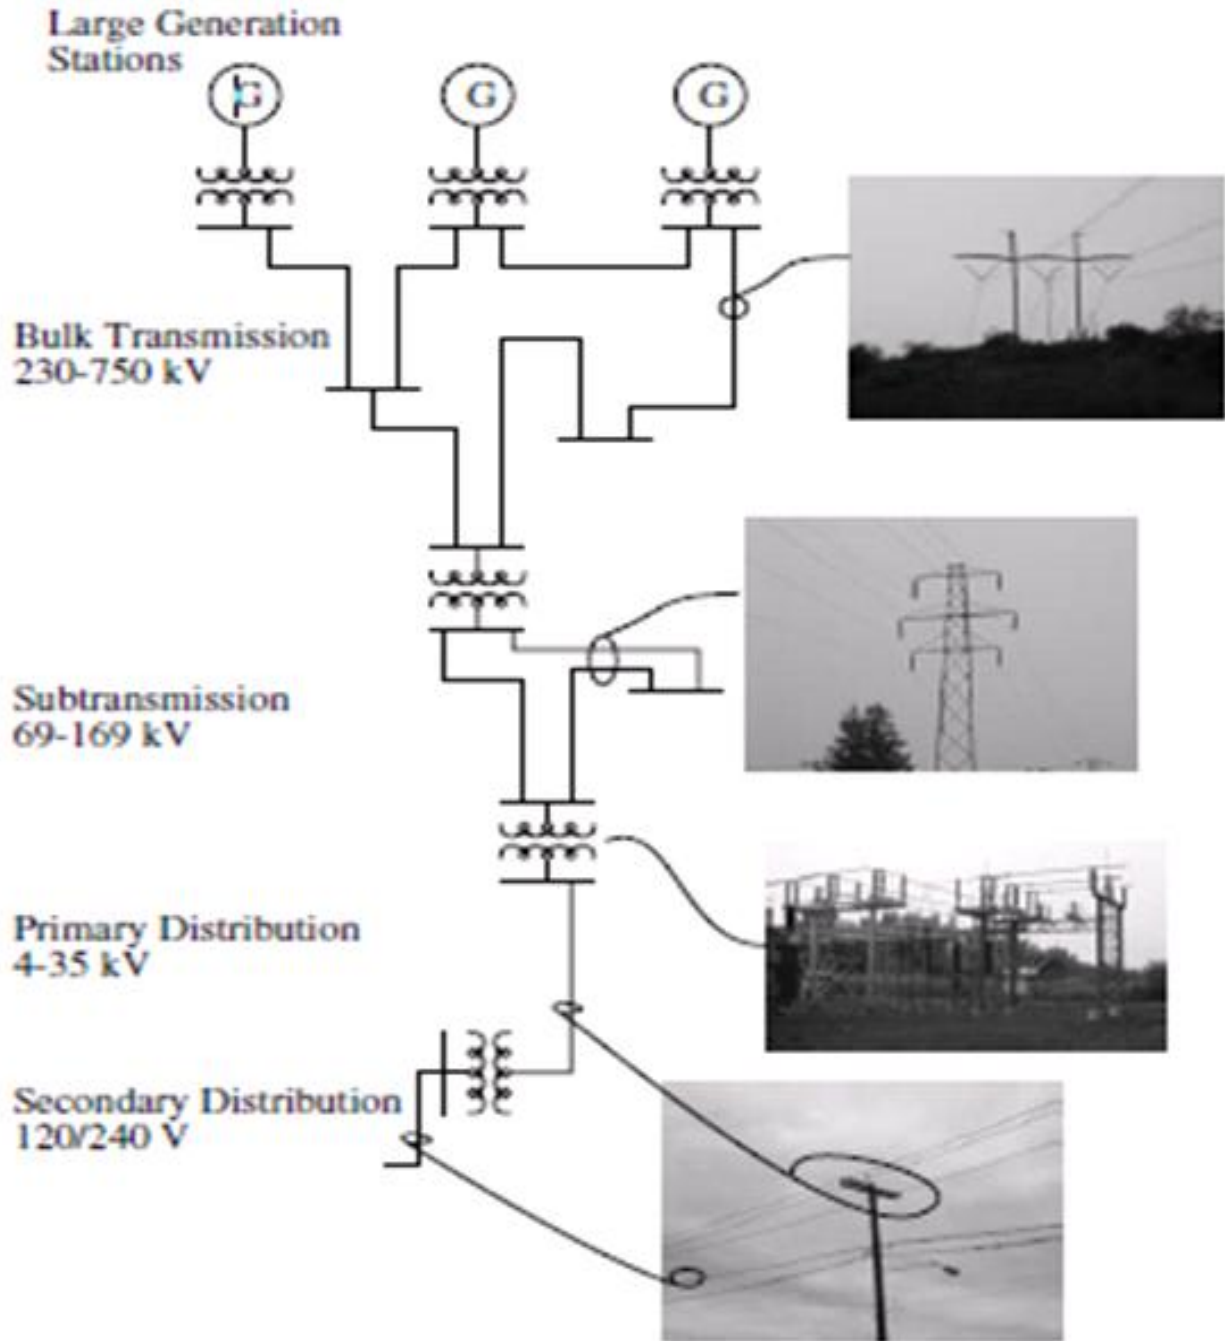 Large Generation
Stations
G
G
G
Bulk Transmission
230-750 kV
Subtransmission
69-169 kV
Primary Distribution
4-35 kV
Secondary Distribution
120/240 V